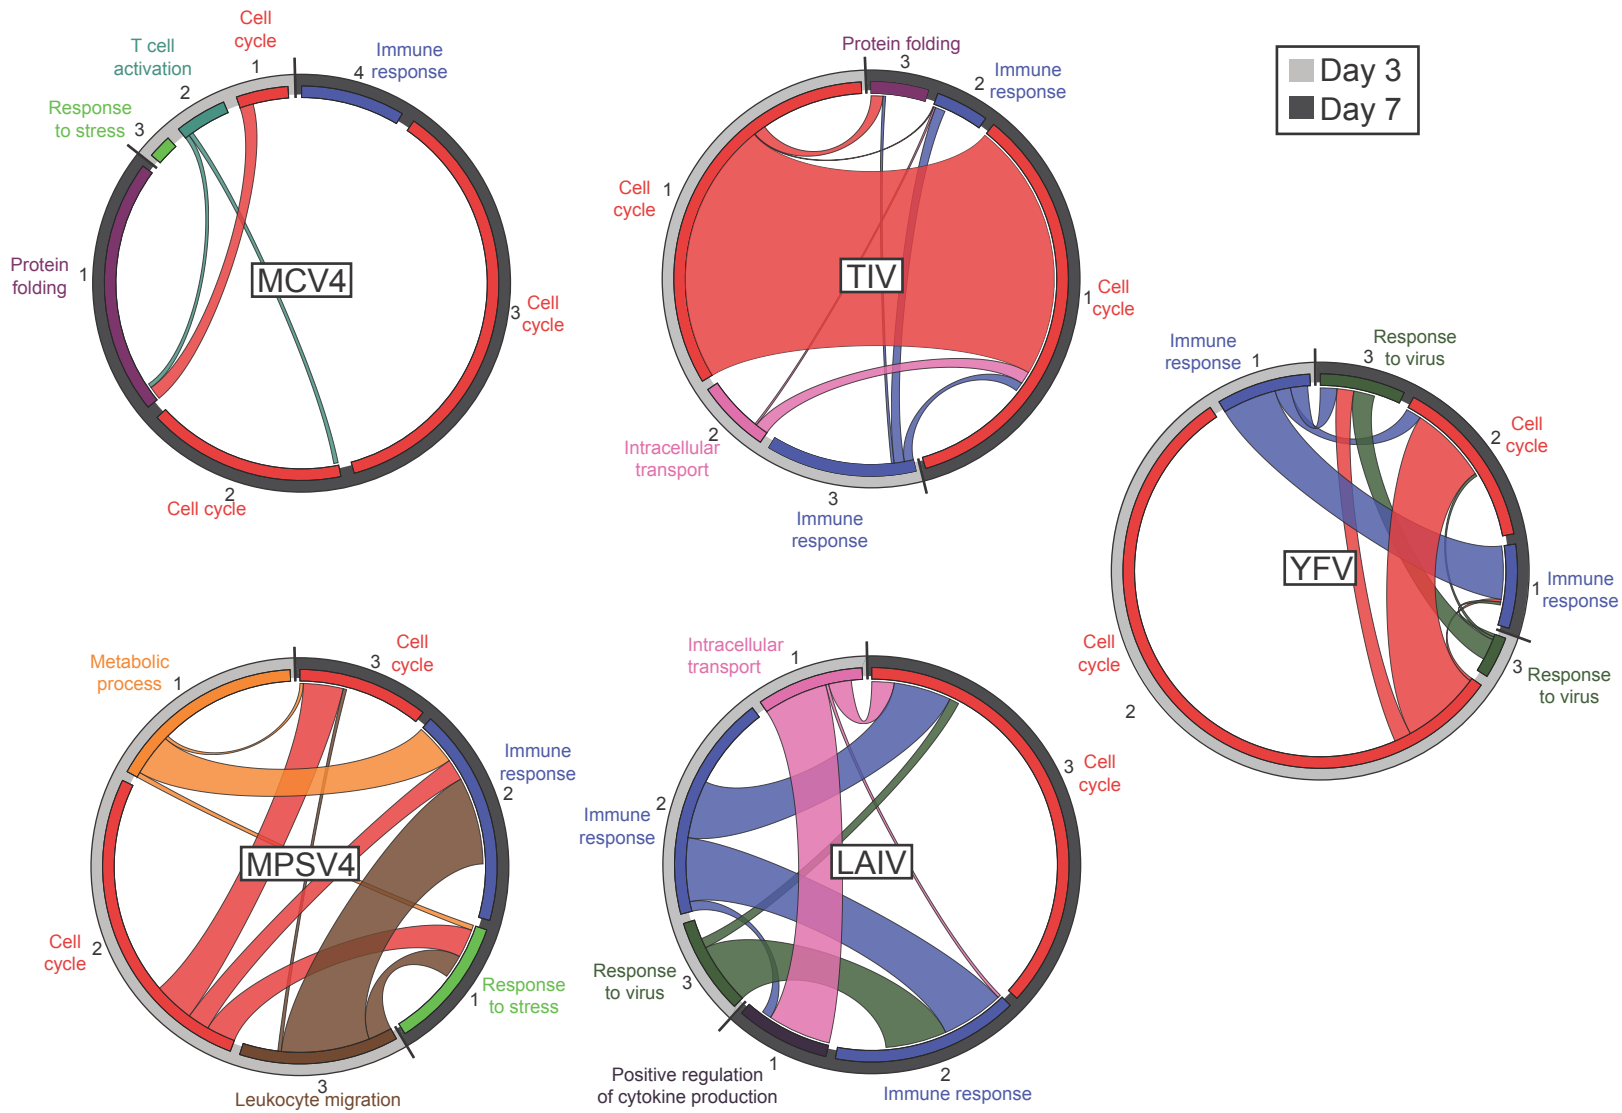 Day 3
Day 7
Cell
cycle
1
T cell
activation
2
Response
to stress
3
4
Immune
response
Protein
folding
1
MCV4
3
Cell
cycle
2
Cell cycle
Protein folding
3
2
Immune
response
Cell
cycle
1
TIV
1
Cell
cycle
Intracellular
transport
2
3
Immune
response
Immune
response
1
3
Response
to virus
2
Cell
cycle
YFV
1
Immune
response
3
Response
to virus
Cell
cycle
2
Metabolic
process
1
3
Cell
cycle
Immune
response
2
MPSV4
Cell
cycle
2
1
Response
to stress
3
Leukocyte migration
Intracellular
transport
1
Immune
response
2
LAIV
3
Cell
cycle
Response
to virus
3
Positive regulation
of cytokine production
1
2
Immune response